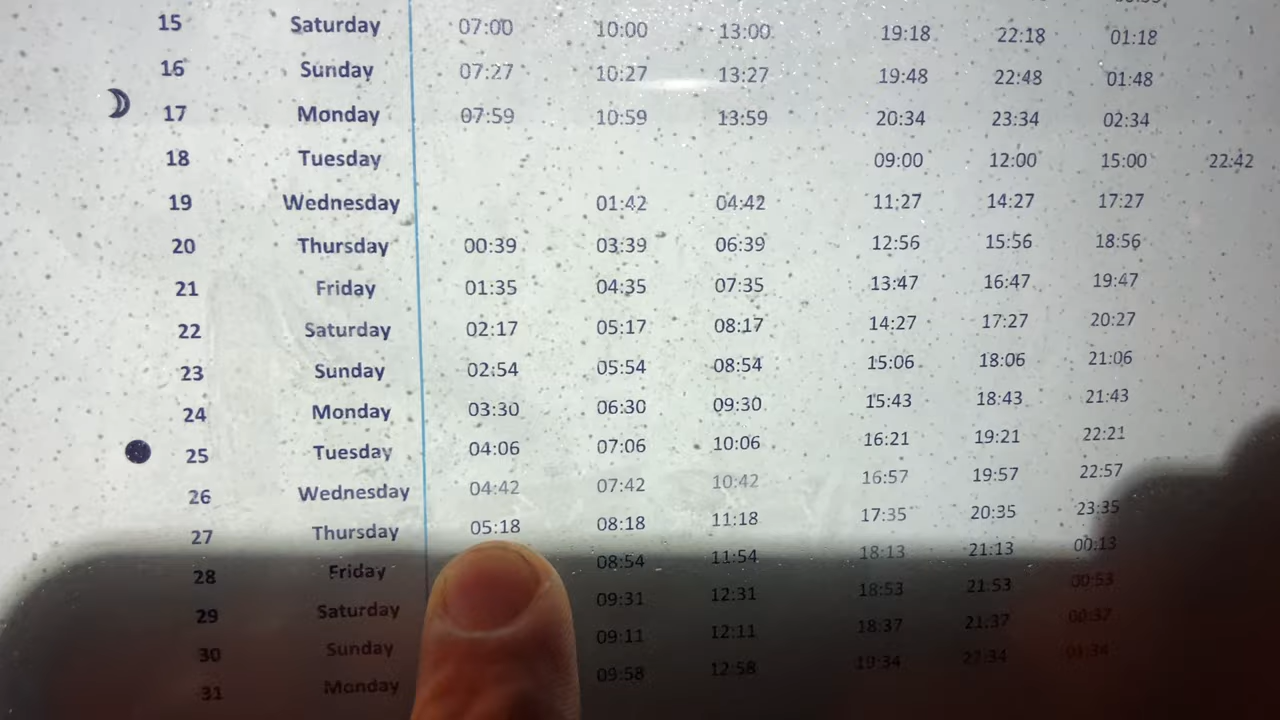 15 Saturday 07:00 10:00 13:00 19:18 22:18 01:18
16 Sunday 07:27 10:27 13:27 19:48 22:48 01:48
17 Monday 07:59 10:59 13:59 20:34 23:34 02:34
18 Tuesday 09:00 12:00 15:00 22:42
19 Wednesday 01:42 04:42 11:27 14:27 17:27
20 Thursday 00:39 03:39 06:39 12:56 15:56 18:56
21 Friday 01:35 04:35 07:35 13:47 16:47 19:47
22 Saturday 02:17 05:17 08:17 14:27 17:27 20:27
23 Sunday 02:54 05:54 08:54 15:06 18:06 21:06
24 Monday 03:30 06:30 09:30 15:43 18:43 21:43
25 Tuesday 04:06 07:06 10:06 16:21 19:21 22:21
26 Wednesday 04:42 07:42 10:42 16:57 19:57 22:57
27 Thursday 05:18 08:18 11:18 17:35 20:35 23:35
28 Friday 08:54 11:54 18:13 21:13 00:13
29 Saturday 09:31 12:31 18:53 21:53 00:53
30 Sunday 09:11 12:11 18:37 21:37 00:37
31 Monday 09:58 12:58 19:34 22:34 01:34